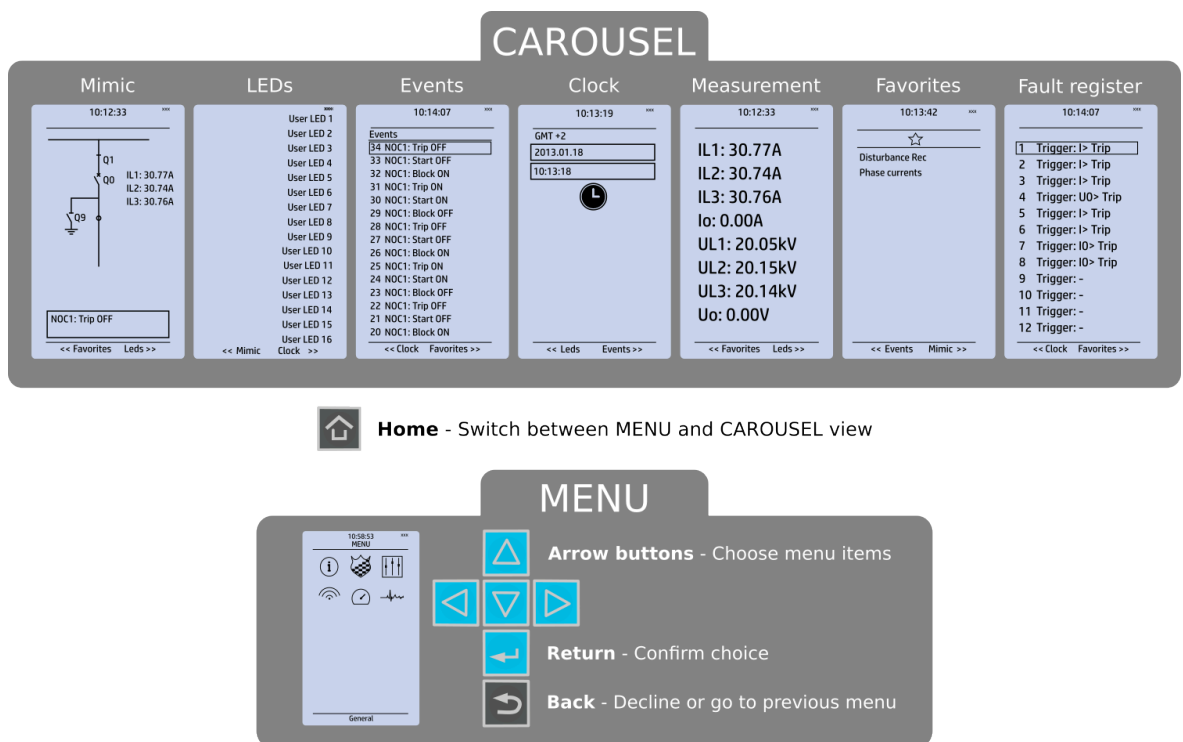 CAROUSEL
Mimic
10:12:33 xxx
Q1
Q0
IL1: 30.77A
IL2: 30.74A
IL3: 30.76A
Q9
NOC1: Trip OFF
<< Favorites Leds >>
LEDs
User LED 1
User LED 2
User LED 3
User LED 4
User LED 5
User LED 6
User LED 7
User LED 8
User LED 9
User LED 10
User LED 11
User LED 12
User LED 13
User LED 14
User LED 15
User LED 16
<< Mimic Clock >>
Events
10:14:07 xxx
Events
34 NOC1: Trip OFF
33 NOC1: Start OFF
32 NOC1: Block ON
31 NOC1: Trip ON
30 NOC1: Start ON
29 NOC1: Block OFF
28 NOC1: Trip OFF
27 NOC1: Start OFF
26 NOC1: Block ON
25 NOC1: Trip ON
24 NOC1: Start ON
23 NOC1: Block OFF
22 NOC1: Trip OFF
21 NOC1: Start OFF
20 NOC1: Block ON
<< Clock Favorites >>
Clock
10:13:19 xxx
GMT +2
2013.01.18
10:13:18
<< Leds Events >>
Measurement
10:12:33 xxx
IL1: 30.77A
IL2: 30.74A
IL3: 30.76A
Io: 0.00A
UL1: 20.05kV
UL2: 20.15kV
UL3: 20.14kV
Uo: 0.00V
<< Favorites Leds >>
Favorites
10:13:42 xxx
Disturbance Rec
Phase currents
<< Events Mimic >>
Fault register
10:14:07 xxx
1 Trigger: I> Trip
2 Trigger: I> Trip
3 Trigger: I> Trip
4 Trigger: U0> Trip
5 Trigger: I> Trip
6 Trigger: I> Trip
7 Trigger: I0> Trip
8 Trigger: I0> Trip
9 Trigger: -
10 Trigger: -
11 Trigger: -
12 Trigger: -
<< Clock Favorites >>
Home - Switch between MENU and CAROUSEL view
MENU
10:58:53 xxx
MENU
General
Arrow buttons - Choose menu items
Return - Confirm choice
Back - Decline or go to previous menu